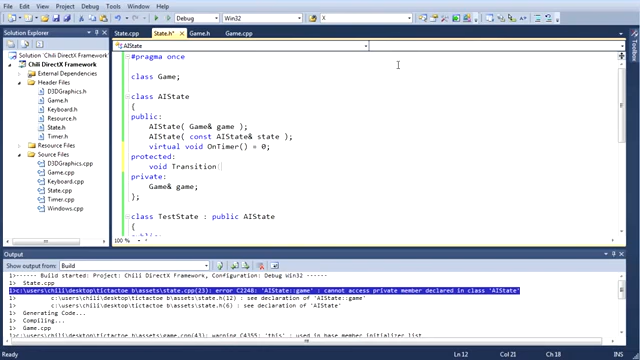 File Edit View Project Build Debug Team Data Tools Test Window Help
Debug Win32 X
Solution Explorer State.cpp State.h* Game.h Game.cpp
AIState
Solution 'Chili DirectX Framework'
Chili DirectX Framework
External Dependencies
Header Files
D3DGraphics.h
Game.h
Keyboard.h
Resource.h
State.h
Timer.h
Resource Files
Source Files
D3DGraphics.cpp
Game.cpp
Keyboard.cpp
State.cpp
Timer.cpp
Windows.cpp
#pragma once
class Game;
class AIState
{
public:
AIState( Game& game );
AIState( const AIState& state );
virtual void OnTimer() = 0;
protected:
void Transition
private:
Game& game;
};
class TestState : public AIState
{
public:
100 %
Toolbox
Output
Show output from: Build
1>------ Build started: Project: Chili DirectX Framework, Configuration: Debug Win32 ------
1> State.cpp
1>c:\users\chili\desktop\tictactoe b\assets\state.cpp(23): error C2248: 'AIState::game' : cannot access private member declared in class 'AIState'
1> c:\users\chili\desktop\tictactoe b\assets\state.h(12) : see declaration of 'AIState::game'
1> c:\users\chili\desktop\tictactoe b\assets\state.h(6) : see declaration of 'AIState'
1> Generating Code...
1> Compiling...
1> Game.cpp
1>c:\users\chili\desktop\tictactoe b\assets\game.cpp(43): warning C4355: 'this' : used in base member initializer list
Ready Ln 12 Col 21 Ch 18